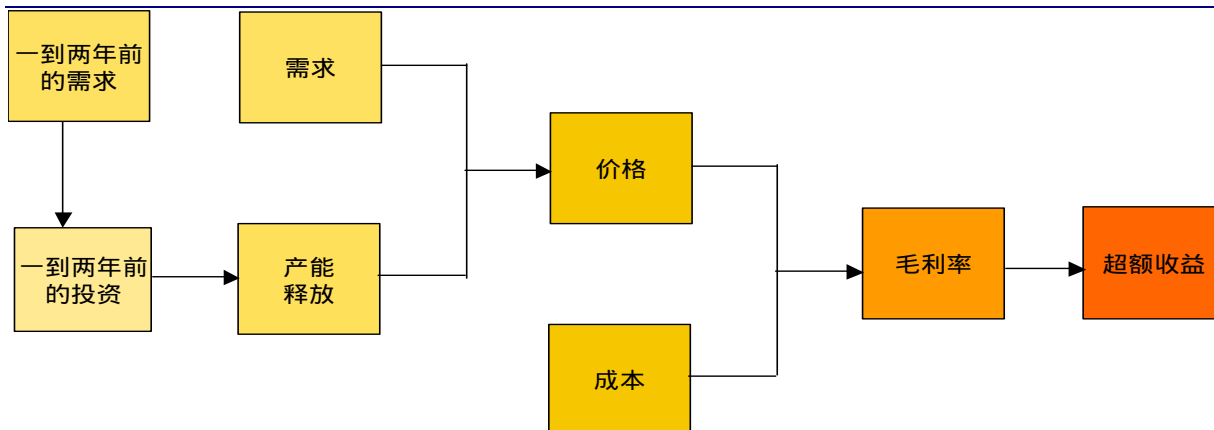 一到两年前
的需求
需求
价格
一到两年前
的投资
产能
释放
毛利率
超额收益
成本